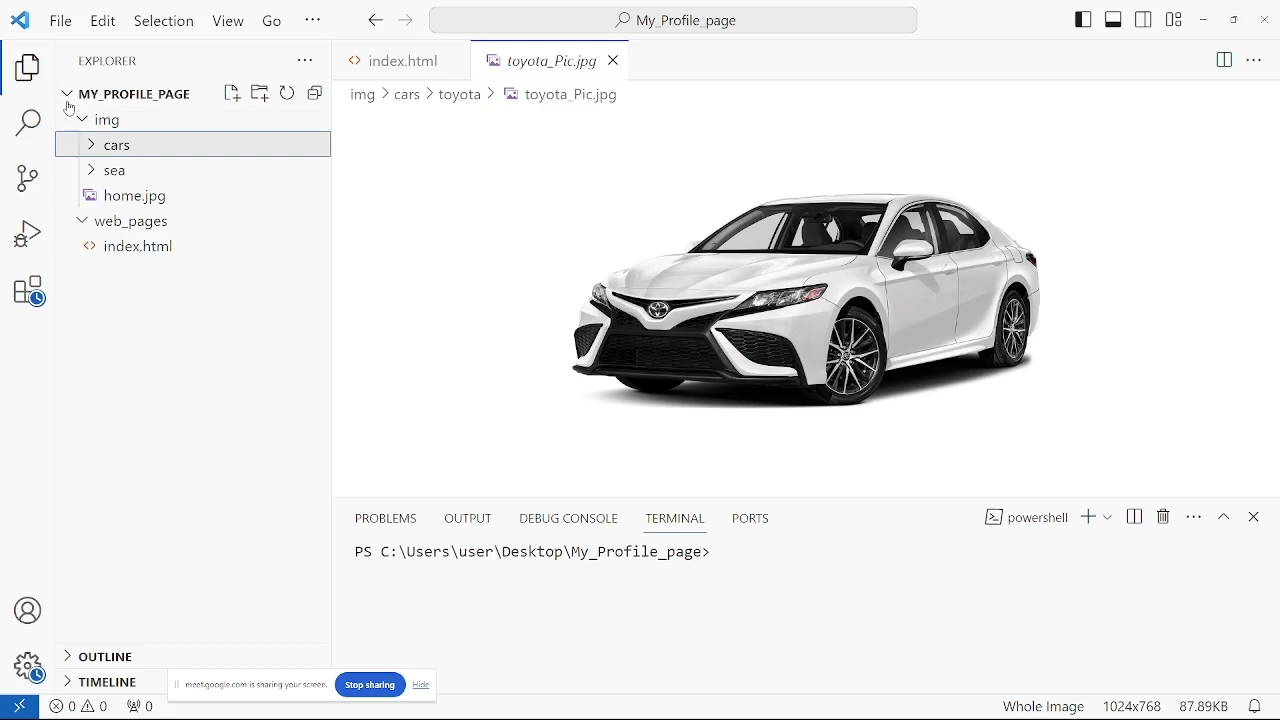 File Edit Selection View Go ··· My_Profile_page
EXPLORER ···
index.html toyota_Pic.jpg ···
MY_PROFILE_PAGE
img > cars > toyota > toyota_Pic.jpg
img
cars
sea
home.jpg
web_pages
index.html
PROBLEMS OUTPUT DEBUG CONSOLE TERMINAL PORTS powershell ···
PS C:\Users\user\Desktop\My_Profile_page>
OUTLINE
TIMELINE
meet.google.com is sharing your screen. Stop sharing Hide
0 0 0 Whole Image 1024x768 87.89KB